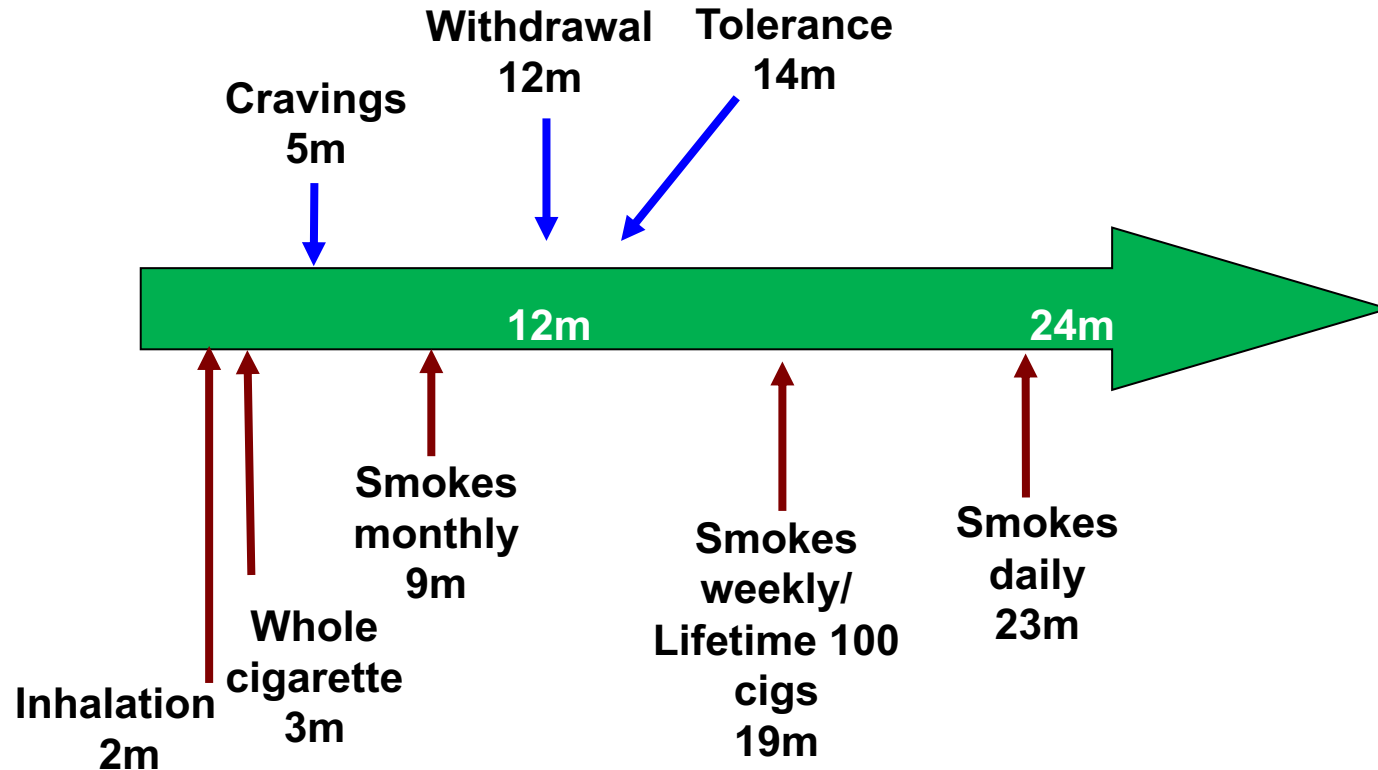 Withdrawal
12m
Tolerance
14m
Cravings
5m
12m
24m
Inhalation
2m
Whole
cigarette
3m
Smokes
monthly
9m
Smokes
weekly/
Lifetime 100
cigs
19m
Smokes
daily
23m